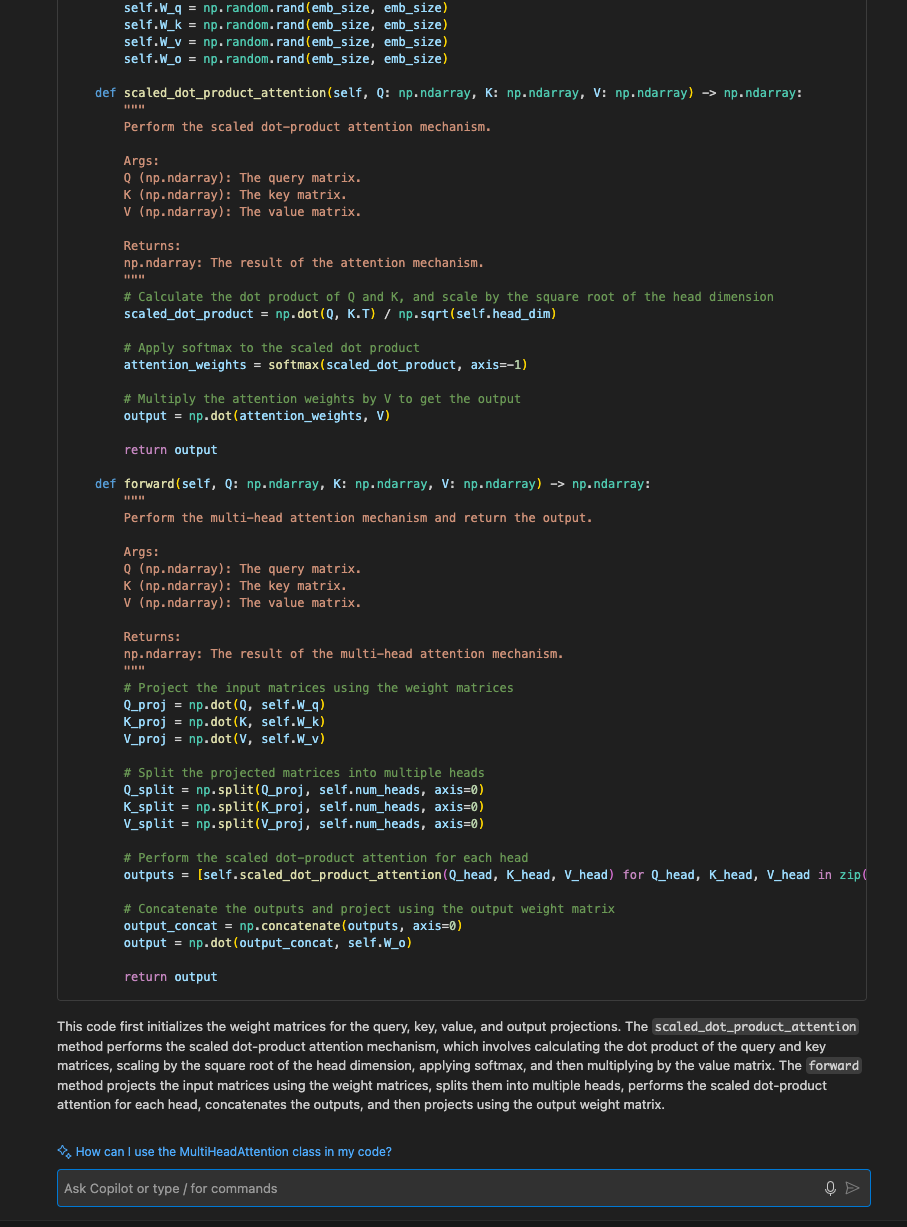 self.W_q = np.random.rand(emb_size, emb_size)
self.W_k = np.random.rand(emb_size, emb_size)
self.W_v = np.random.rand(emb_size, emb_size)
self.W_o = np.random.rand(emb_size, emb_size)
def scaled_dot_product_attention(self, Q: np.ndarray, K: np.ndarray, V: np.ndarray) -> np.ndarray:
"""
Perform the scaled dot-product attention mechanism.
Args:
Q (np.ndarray): The query matrix.
K (np.ndarray): The key matrix.
V (np.ndarray): The value matrix.
Returns:
np.ndarray: The result of the attention mechanism.
"""
# Calculate the dot product of Q and K, and scale by the square root of the head dimension
scaled_dot_product = np.dot(Q, K.T) / np.sqrt(self.head_dim)
# Apply softmax to the scaled dot product
attention_weights = softmax(scaled_dot_product, axis=-1)
# Multiply the attention weights by V to get the output
output = np.dot(attention_weights, V)
return output
def forward(self, Q: np.ndarray, K: np.ndarray, V: np.ndarray) -> np.ndarray:
"""
Perform the multi-head attention mechanism and return the output.
Args:
Q (np.ndarray): The query matrix.
K (np.ndarray): The key matrix.
V (np.ndarray): The value matrix.
Returns:
np.ndarray: The result of the multi-head attention mechanism.
"""
# Project the input matrices using the weight matrices
Q_proj = np.dot(Q, self.W_q)
K_proj = np.dot(K, self.W_k)
V_proj = np.dot(V, self.W_v)
# Split the projected matrices into multiple heads
Q_split = np.split(Q_proj, self.num_heads, axis=0)
K_split = np.split(K_proj, self.num_heads, axis=0)
V_split = np.split(V_proj, self.num_heads, axis=0)
# Perform the scaled dot-product attention for each head
outputs = [self.scaled_dot_product_attention(Q_head, K_head, V_head) for Q_head, K_head, V_head in zip(
# Concatenate the outputs and project using the output weight matrix
output_concat = np.concatenate(outputs, axis=0)
output = np.dot(output_concat, self.W_o)
return output
This code first initializes the weight matrices for the query, key, value, and output projections. The scaled_dot_product_attention
method performs the scaled dot-product attention mechanism, which involves calculating the dot product of the query and key
matrices, scaling by the square root of the head dimension, applying softmax, and then multiplying by the value matrix. The forward
method projects the input matrices using the weight matrices, splits them into multiple heads, performs the scaled dot-product
attention for each head, concatenates the outputs, and then projects using the output weight matrix.
How can I use the MultiHeadAttention class in my code?
Ask Copilot or type / for commands